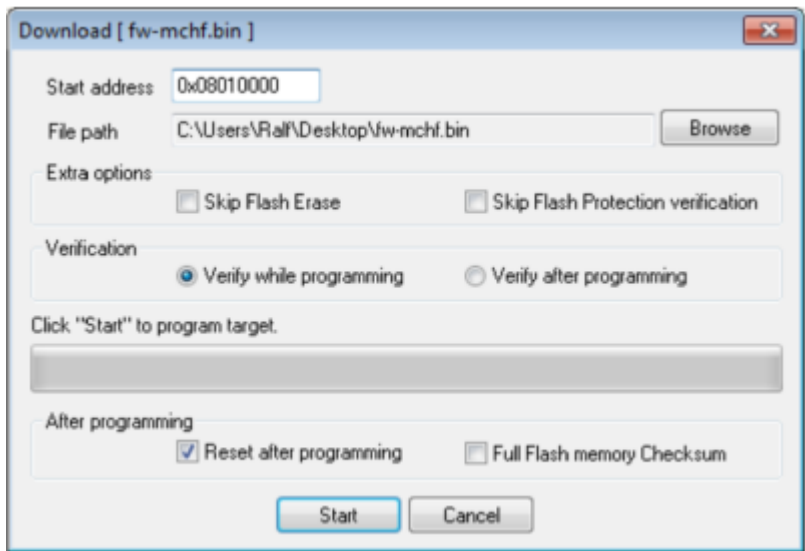 Download [ fw-mchf.bin ]
Start address 0x08010000
File path C:\Users\Ralf\Desktop\fw-mchf.bin Browse
Extra options
Skip Flash Erase Skip Flash Protection verification
Verification
Verify while programming Verify after programming
Click "Start" to program target.
After programming
Reset after programming Full Flash memory Checksum
Start Cancel